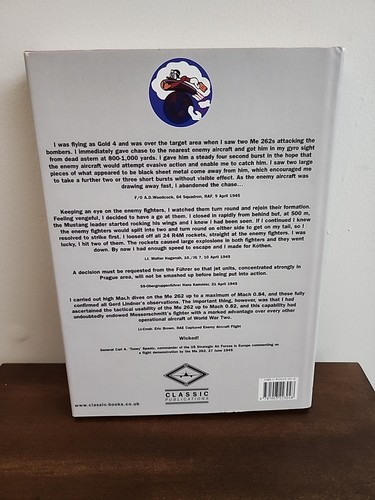 I was flying as Gold 4 and was over the target area when I saw two Me 262s attacking the
bombers. I immediately gave chase to the nearest enemy aircraft and got him in my gyro sight
from dead astern at 800-1,000 yards. I gave him a steady four second burst in the hope that
the enemy aircraft would attempt evasive action and enable me to catch him. I saw two large
pieces of what appeared to be black sheet metal come away from him, which encouraged me
to take a further two or three short bursts without visible effect. As the enemy aircraft was
drawing away fast, I abandoned the chase...
F/O A.D.Woodcock, 64 Squadron, RAF, 9 April 1945
Keeping an eye on the enemy fighters, I watched them turn round and rejoin their formation.
Feeling vengeful, I decided to have a go at them. I closed in rapidly from behind but, at 500 m,
the Mustang leader started rocking his wings and I knew I had been seen. If I continued I knew
the enemy fighters would split into two and turn round on either side to get on my tail, so I
resolved to strike first. I loosed off all 24 R4M rockets, straight at the enemy fighters. I was
lucky, I hit two of them. The rockets caused large explosions in both fighters and they went
down. By now I had enough speed to escape and I made for Köthen.
Lt. Walter Hagenah, 10./JG 7, 10 April 1945
A decision must be requested from the Führer so that jet units, concentrated strongly in
Prague area, will not be smashed up before being put into action.
SS-Obergruppenführer Hans Kammler, 21 April 1945
I carried out high Mach dives on the Me 262 up to a maximum of Mach 0.84, and these fully
confirmed all Gerd Lindner's observations. The important thing, however, was that I had
ascertained the tactical usability of the Me 262 up to Mach 0.82, and this capability had
undoubtedly endowed Messerschmitt's fighter with a marked advantage over every other
operational aircraft of World War Two.
Lt-Cmdr. Eric Brown, RAE Captured Enemy Aircraft Flight
Wicked!
General Carl A. 'Tooey' Spaatz, commander of the US Strategic Air Forces in Europe commenting on
a flight demonstration by the Me 262, 27 June 1945
CLASSIC
PUBLICATIONS
www.classic-books.co.uk